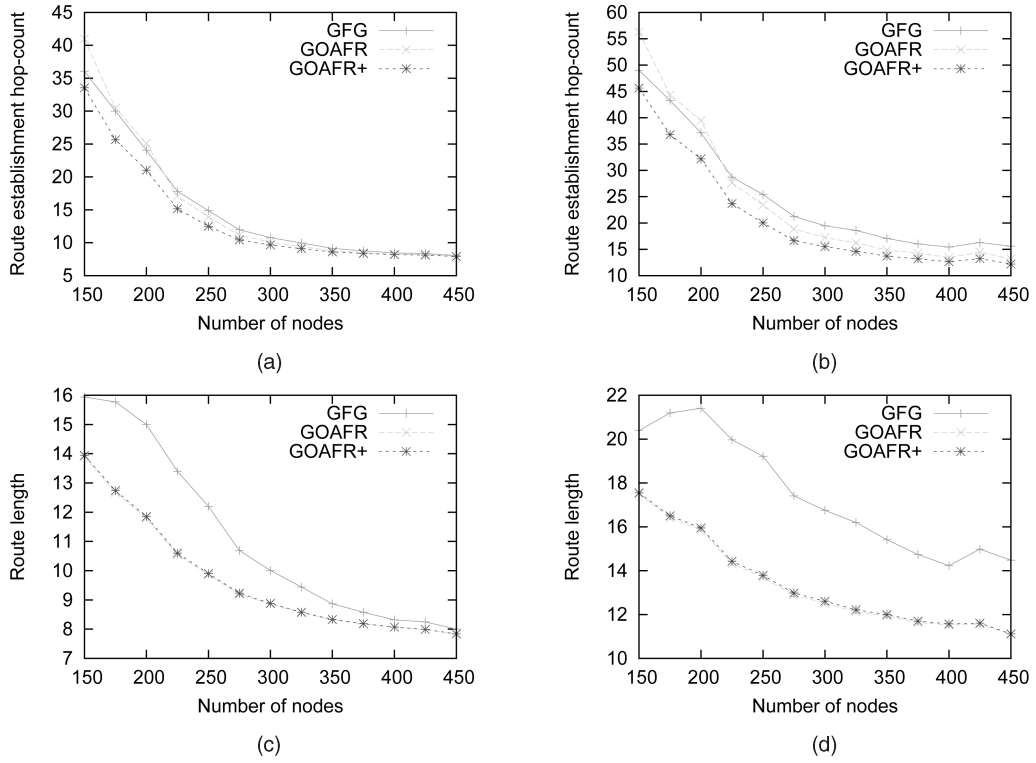 Route establishment hop-count
45
40
35
30
25
20
15
10
5
150 200 250 300 350 400 450
Number of nodes
GFG
GOAFR
GOAFR+
(a)
Route establishment hop-count
60
55
50
45
40
35
30
25
20
15
10
150 200 250 300 350 400 450
Number of nodes
GFG
GOAFR
GOAFR+
(b)
Route length
16
15
14
13
12
11
10
9
8
7
150 200 250 300 350 400 450
Number of nodes
GFG
GOAFR
GOAFR+
(c)
Route length
22
20
18
16
14
12
10
150 200 250 300 350 400 450
Number of nodes
GFG
GOAFR
GOAFR+
(d)